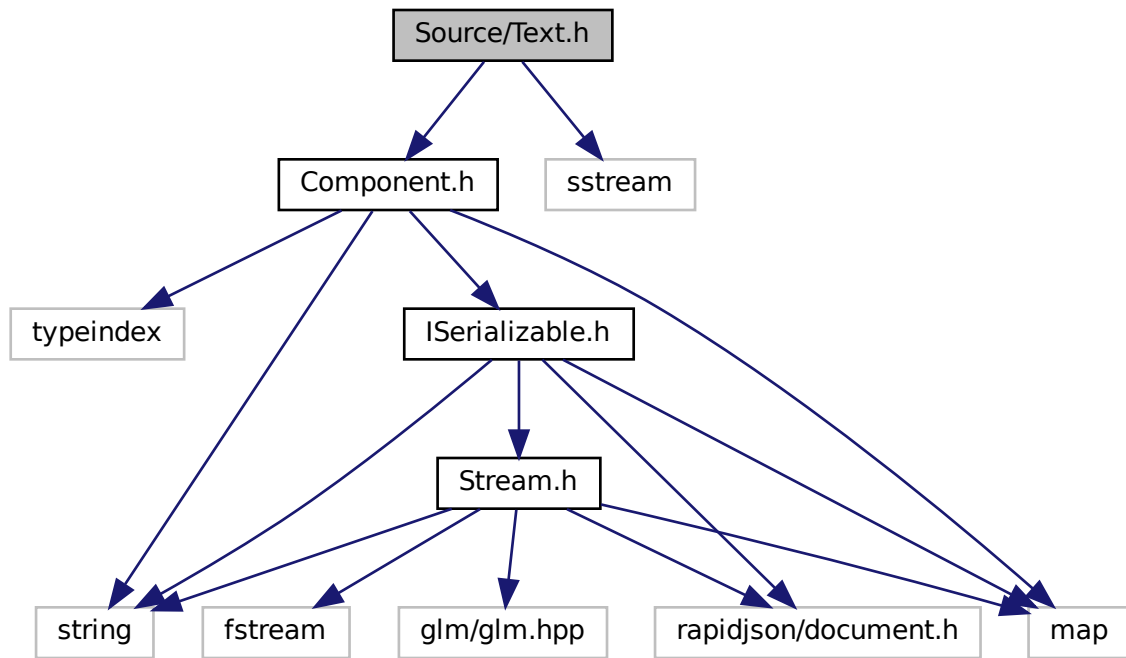 Source/Text.h
Component.h
sstream
typeindex
ISerializable.h
Stream.h
string
fstream
glm/glm.hpp
rapidjson/document.h
map